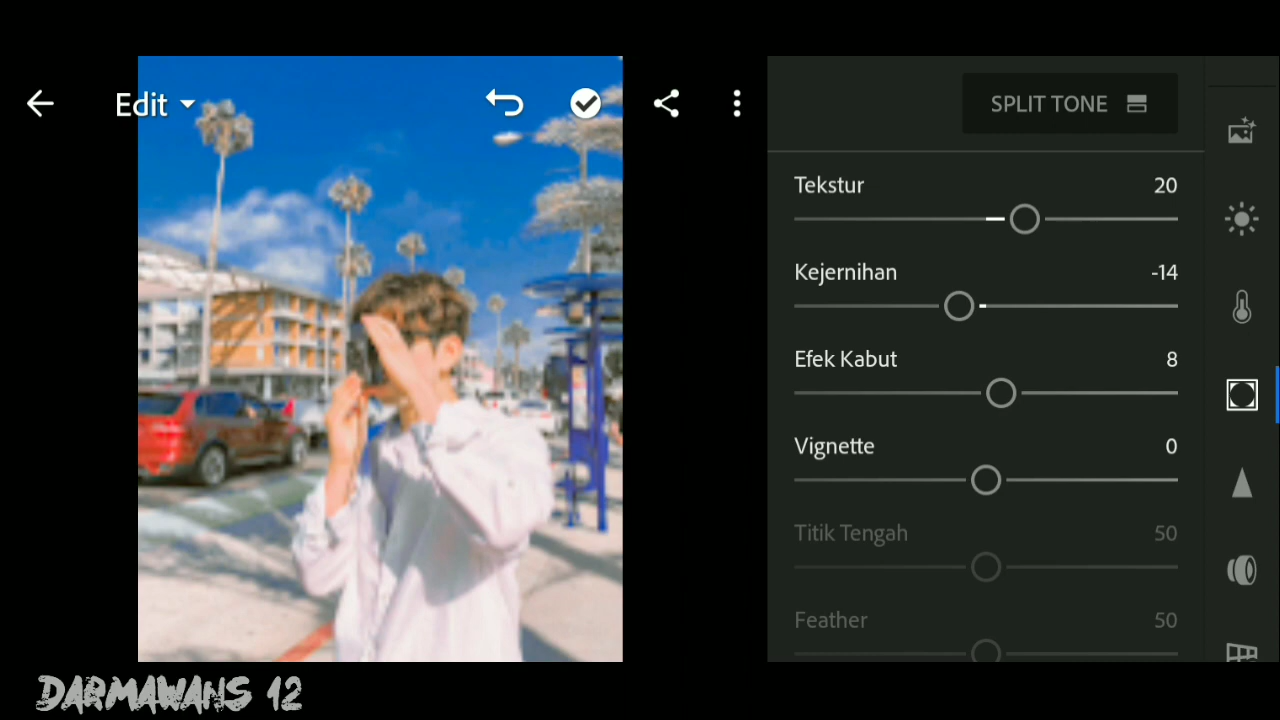 Edit
SPLIT TONE
Tekstur 20
Kejernihan -14
Efek Kabut 8
Vignette 0
Titik Tengah 50
Feather 50
DARMAWANS 12